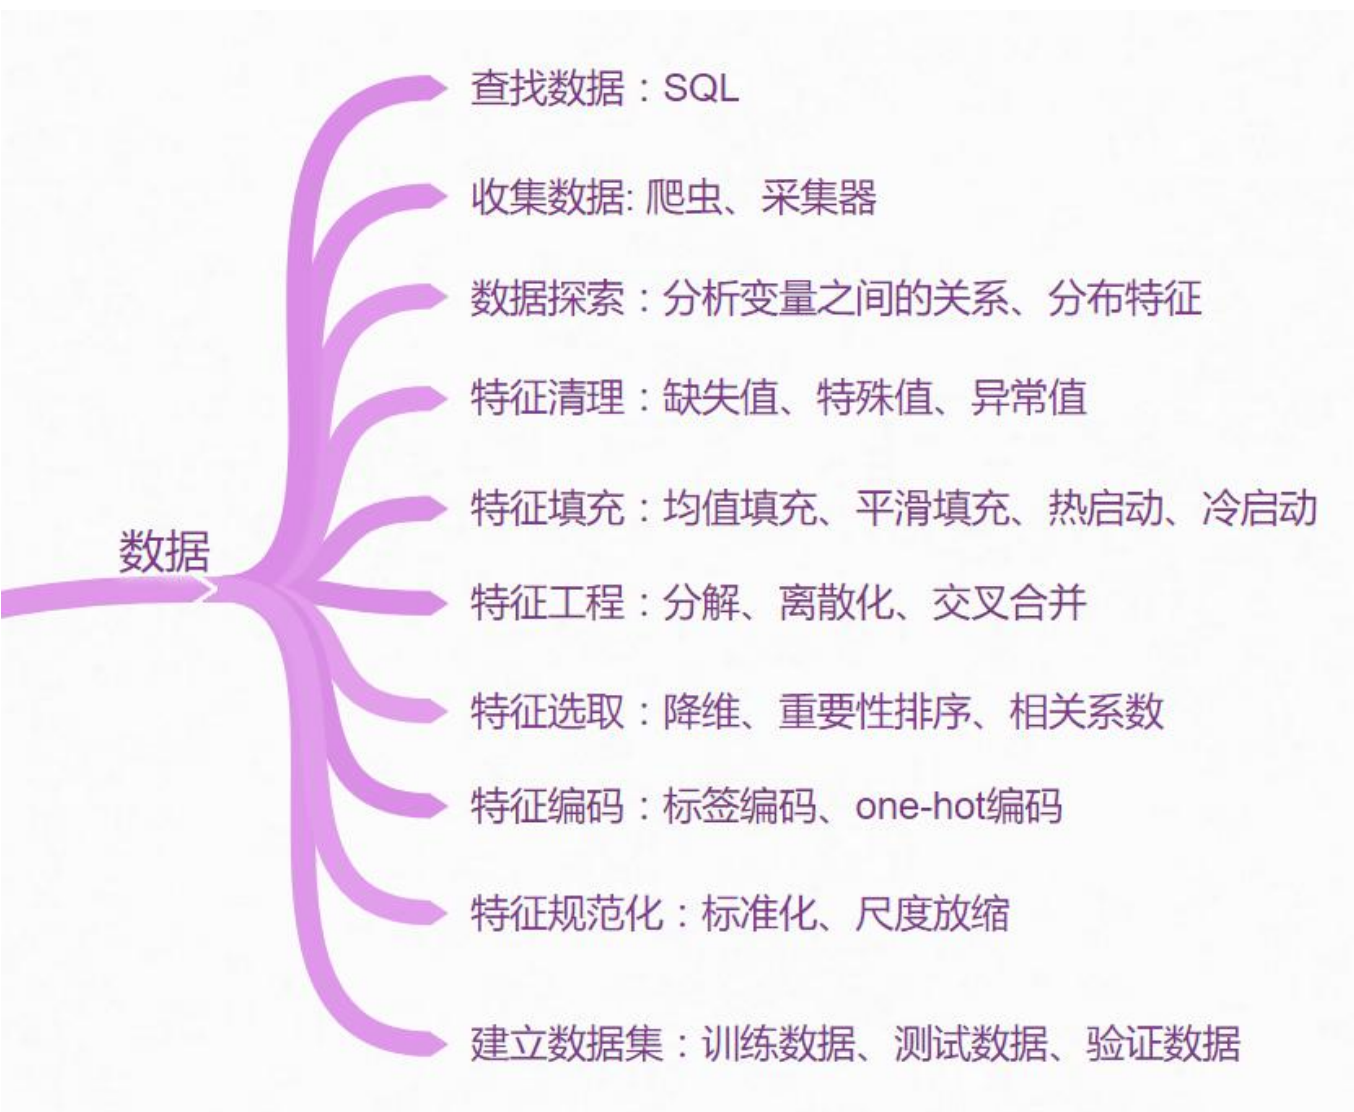 查找数据：SQL
收集数据: 爬虫、采集器
数据探索：分析变量之间的关系、分布特征
特征清理：缺失值、特殊值、异常值
特征填充：均值填充、平滑填充、热启动、冷启动
数据
特征工程：分解、离散化、交叉合并
特征选取：降维、重要性排序、相关系数
特征编码：标签编码、one-hot编码
特征规范化：标准化、尺度放缩
建立数据集：训练数据、测试数据、验证数据